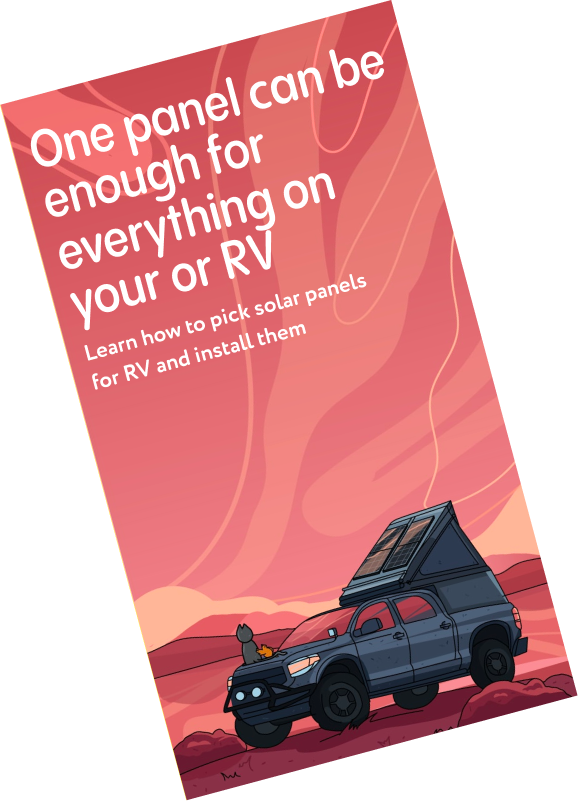 One panel can be
enough for
everything on
your or RV
Learn how to pick solar panels
for RV and install them